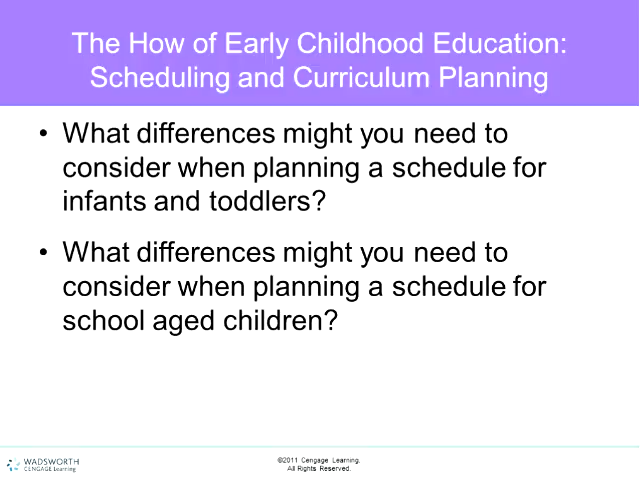 The How of Early Childhood Education:
Scheduling and Curriculum Planning
• What differences might you need to
consider when planning a schedule for
infants and toddlers?
• What differences might you need to
consider when planning a schedule for
school aged children?
WADSWORTH
CENGAGE Learning
©2011 Cengage Learning.
All Rights Reserved.